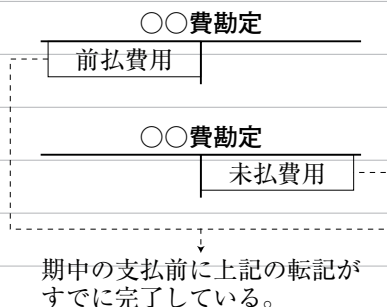 ○○費勘定
前払費用
○○費勘定
未払費用
期中の支払前に上記の転記が
すでに完了している。